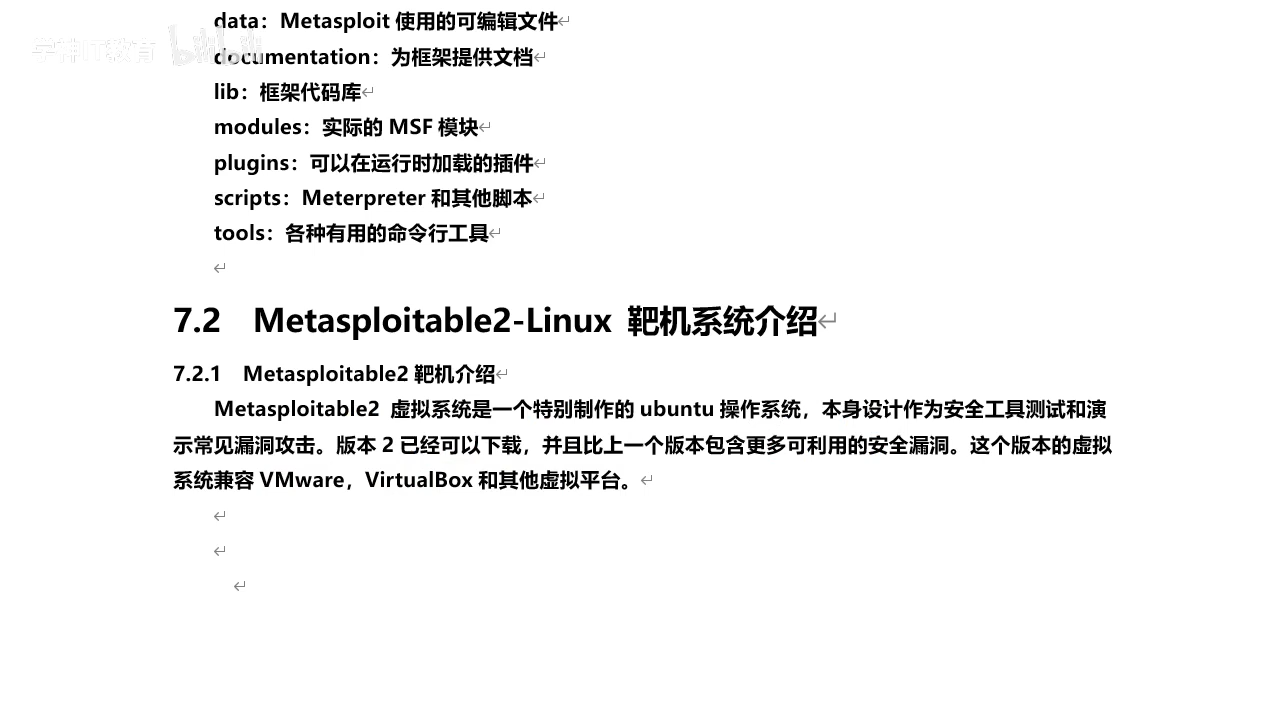 data：Metasploit 使用的可编辑文件
学神IT教育 bilibili
documentation：为框架提供文档
lib：框架代码库
modules：实际的 MSF 模块
plugins：可以在运行时加载的插件
scripts：Meterpreter 和其他脚本
tools：各种有用的命令行工具
7.2 Metasploitable2-Linux 靶机系统介绍
7.2.1 Metasploitable2 靶机介绍
Metasploitable2 虚拟系统是一个特别制作的 ubuntu 操作系统，本身设计作为安全工具测试和演
示常见漏洞攻击。版本 2 已经可以下载，并且比上一个版本包含更多可利用的安全漏洞。这个版本的虚拟
系统兼容 VMware，VirtualBox 和其他虚拟平台。